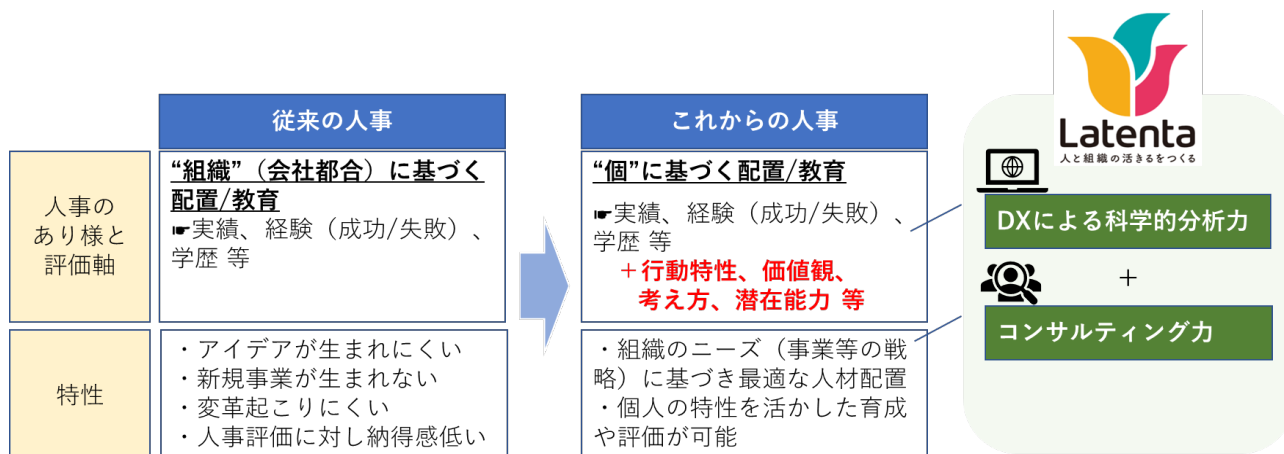 従来の人事
これからの人事
Latenta
人と組織の活きるをつくる
人事の
あり様と
評価軸
“組織”（会社都合）に基づく
配置/教育
☛実績、経験（成功/失敗）、
学歴 等
“個”に基づく配置/教育
☛実績、経験（成功/失敗）、
学歴 等
＋行動特性、価値観、
考え方、潜在能力 等
DXによる科学的分析力
+
コンサルティング力
特性
・アイデアが生まれにくい
・新規事業が生まれない
・変革起こりにくい
・人事評価に対し納得感低い
・組織のニーズ（事業等の戦
略）に基づき最適な人材配置
・個人の特性を活かした育成
や評価が可能